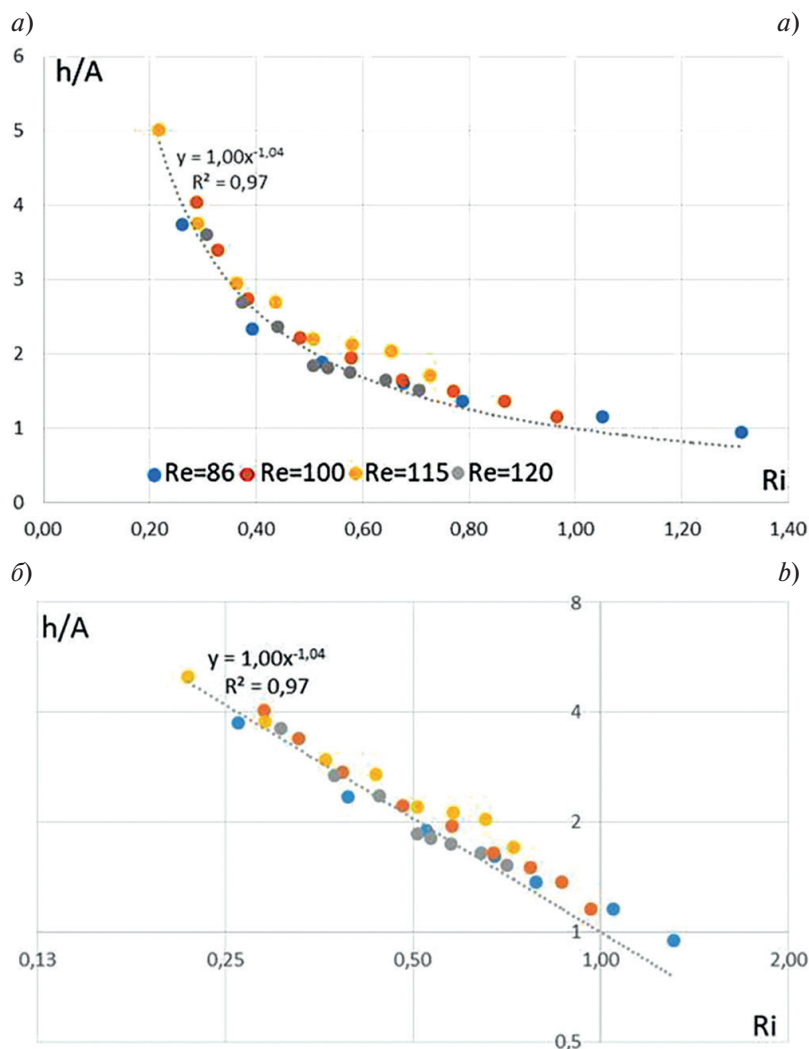 а) а)
6
h/A
5
y = 1,00x-1,04
R² = 0,97
4
3
2
1
Re=86 Re=100 Re=115 Re=120
Ri
0
0,00 0,20 0,40 0,60 0,80 1,00 1,20 1,40
б) b)
8
h/A
y = 1,00x-1,04
R² = 0,97
4
2
1
0,13 0,25 0,50 1,00 2,00
Ri
0,5